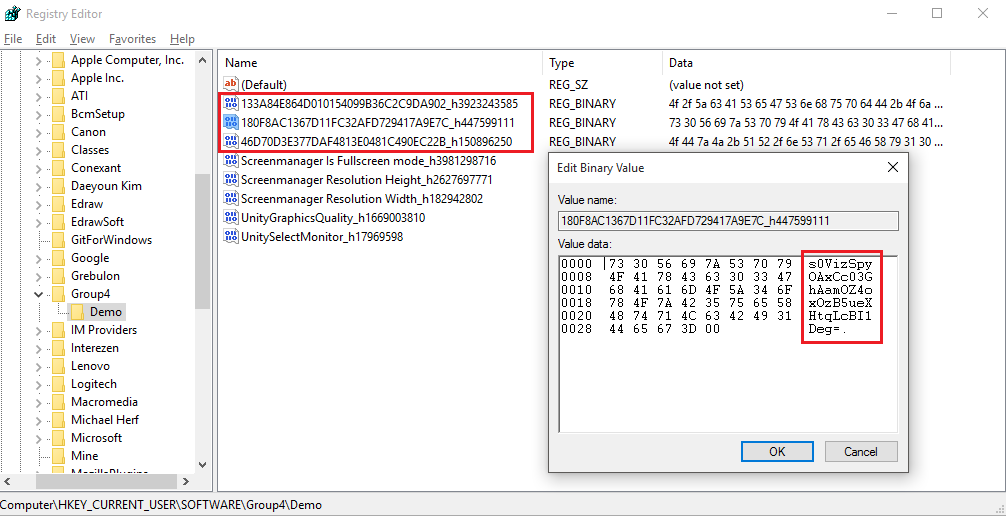 Registry Editor
File Edit View Favorites Help
Apple Computer, Inc.
Apple Inc.
ATI
BcmSetup
Canon
Classes
Conexant
Daeyoun Kim
Edraw
EdrawSoft
GitForWindows
Google
Grebulon
Group4
Demo
IM Providers
Interezen
Lenovo
Logitech
Macromedia
Michael Herf
Microsoft
Mine
MozillaPlugins
Name Type Data
(Default) REG_SZ (value not set)
133A84E864D010154099B36C2C9DA902_h3923243585 REG_BINARY 4f 2f 5a 63 41 53 65 47 53 6e 68 75 70 64 44 2b 4f 6a ...
180F8AC1367D11FC32AFD729417A9E7C_h447599111 REG_BINARY 73 30 56 69 7a 53 70 79 4f 41 78 43 63 30 33 47 68 41...
46D70D3E377DAF4813E0481C490EC22B_h150896250 REG_BINARY 4f 44 7a 4a 2b 51 52 2f 6e 53 71 2f 65 46 58 79 31 30 ...
Screenmanager Is Fullscreen mode_h3981298716
Screenmanager Resolution Height_h2627697771
Screenmanager Resolution Width_h182942802
UnityGraphicsQuality_h1669003810
UnitySelectMonitor_h17969598
Edit Binary Value
Value name:
180F8AC1367D11FC32AFD729417A9E7C_h447599111
Value data:
0000 73 30 56 69 7A 53 70 79 s0VizSpy
0008 4F 41 78 43 63 30 33 47 OAxCc03G
0010 68 41 61 6D 4F 5A 34 6F hAamOZ4o
0018 78 4F 7A 42 35 75 65 58 xOzB5ueX
0020 48 74 71 4C 63 42 49 31 HtqLcBI1
0028 44 65 67 3D 00 Deg=.
OK Cancel
Computer\HKEY_CURRENT_USER\SOFTWARE\Group4\Demo